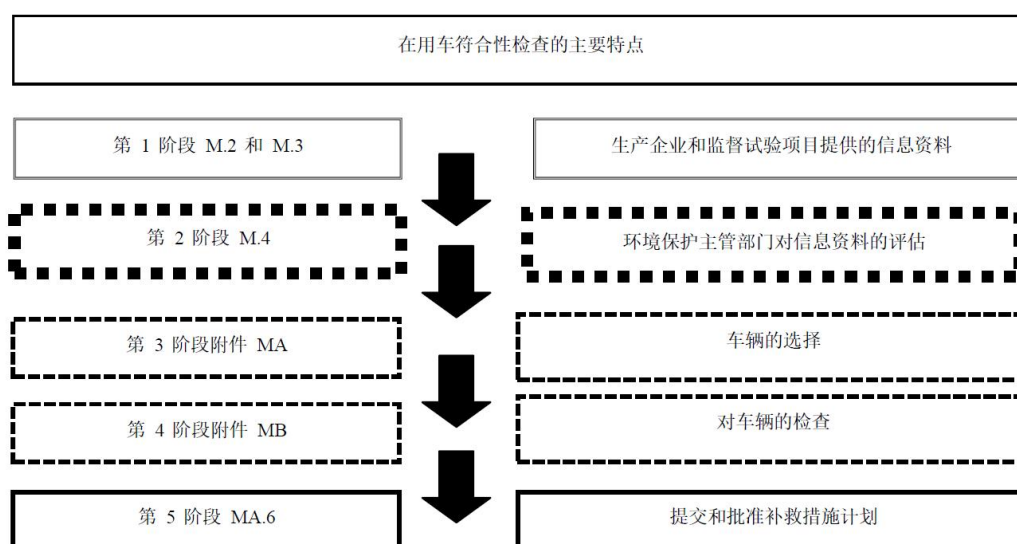 在用车符合性检查的主要特点
第 1 阶段 M.2 和 M.3
生产企业和监督试验项目提供的信息资料
第 2 阶段 M.4
环境保护主管部门对信息资料的评估
第 3 阶段附件 MA
车辆的选择
第 4 阶段附件 MB
对车辆的检查
第 5 阶段 MA.6
提交和批准补救措施计划